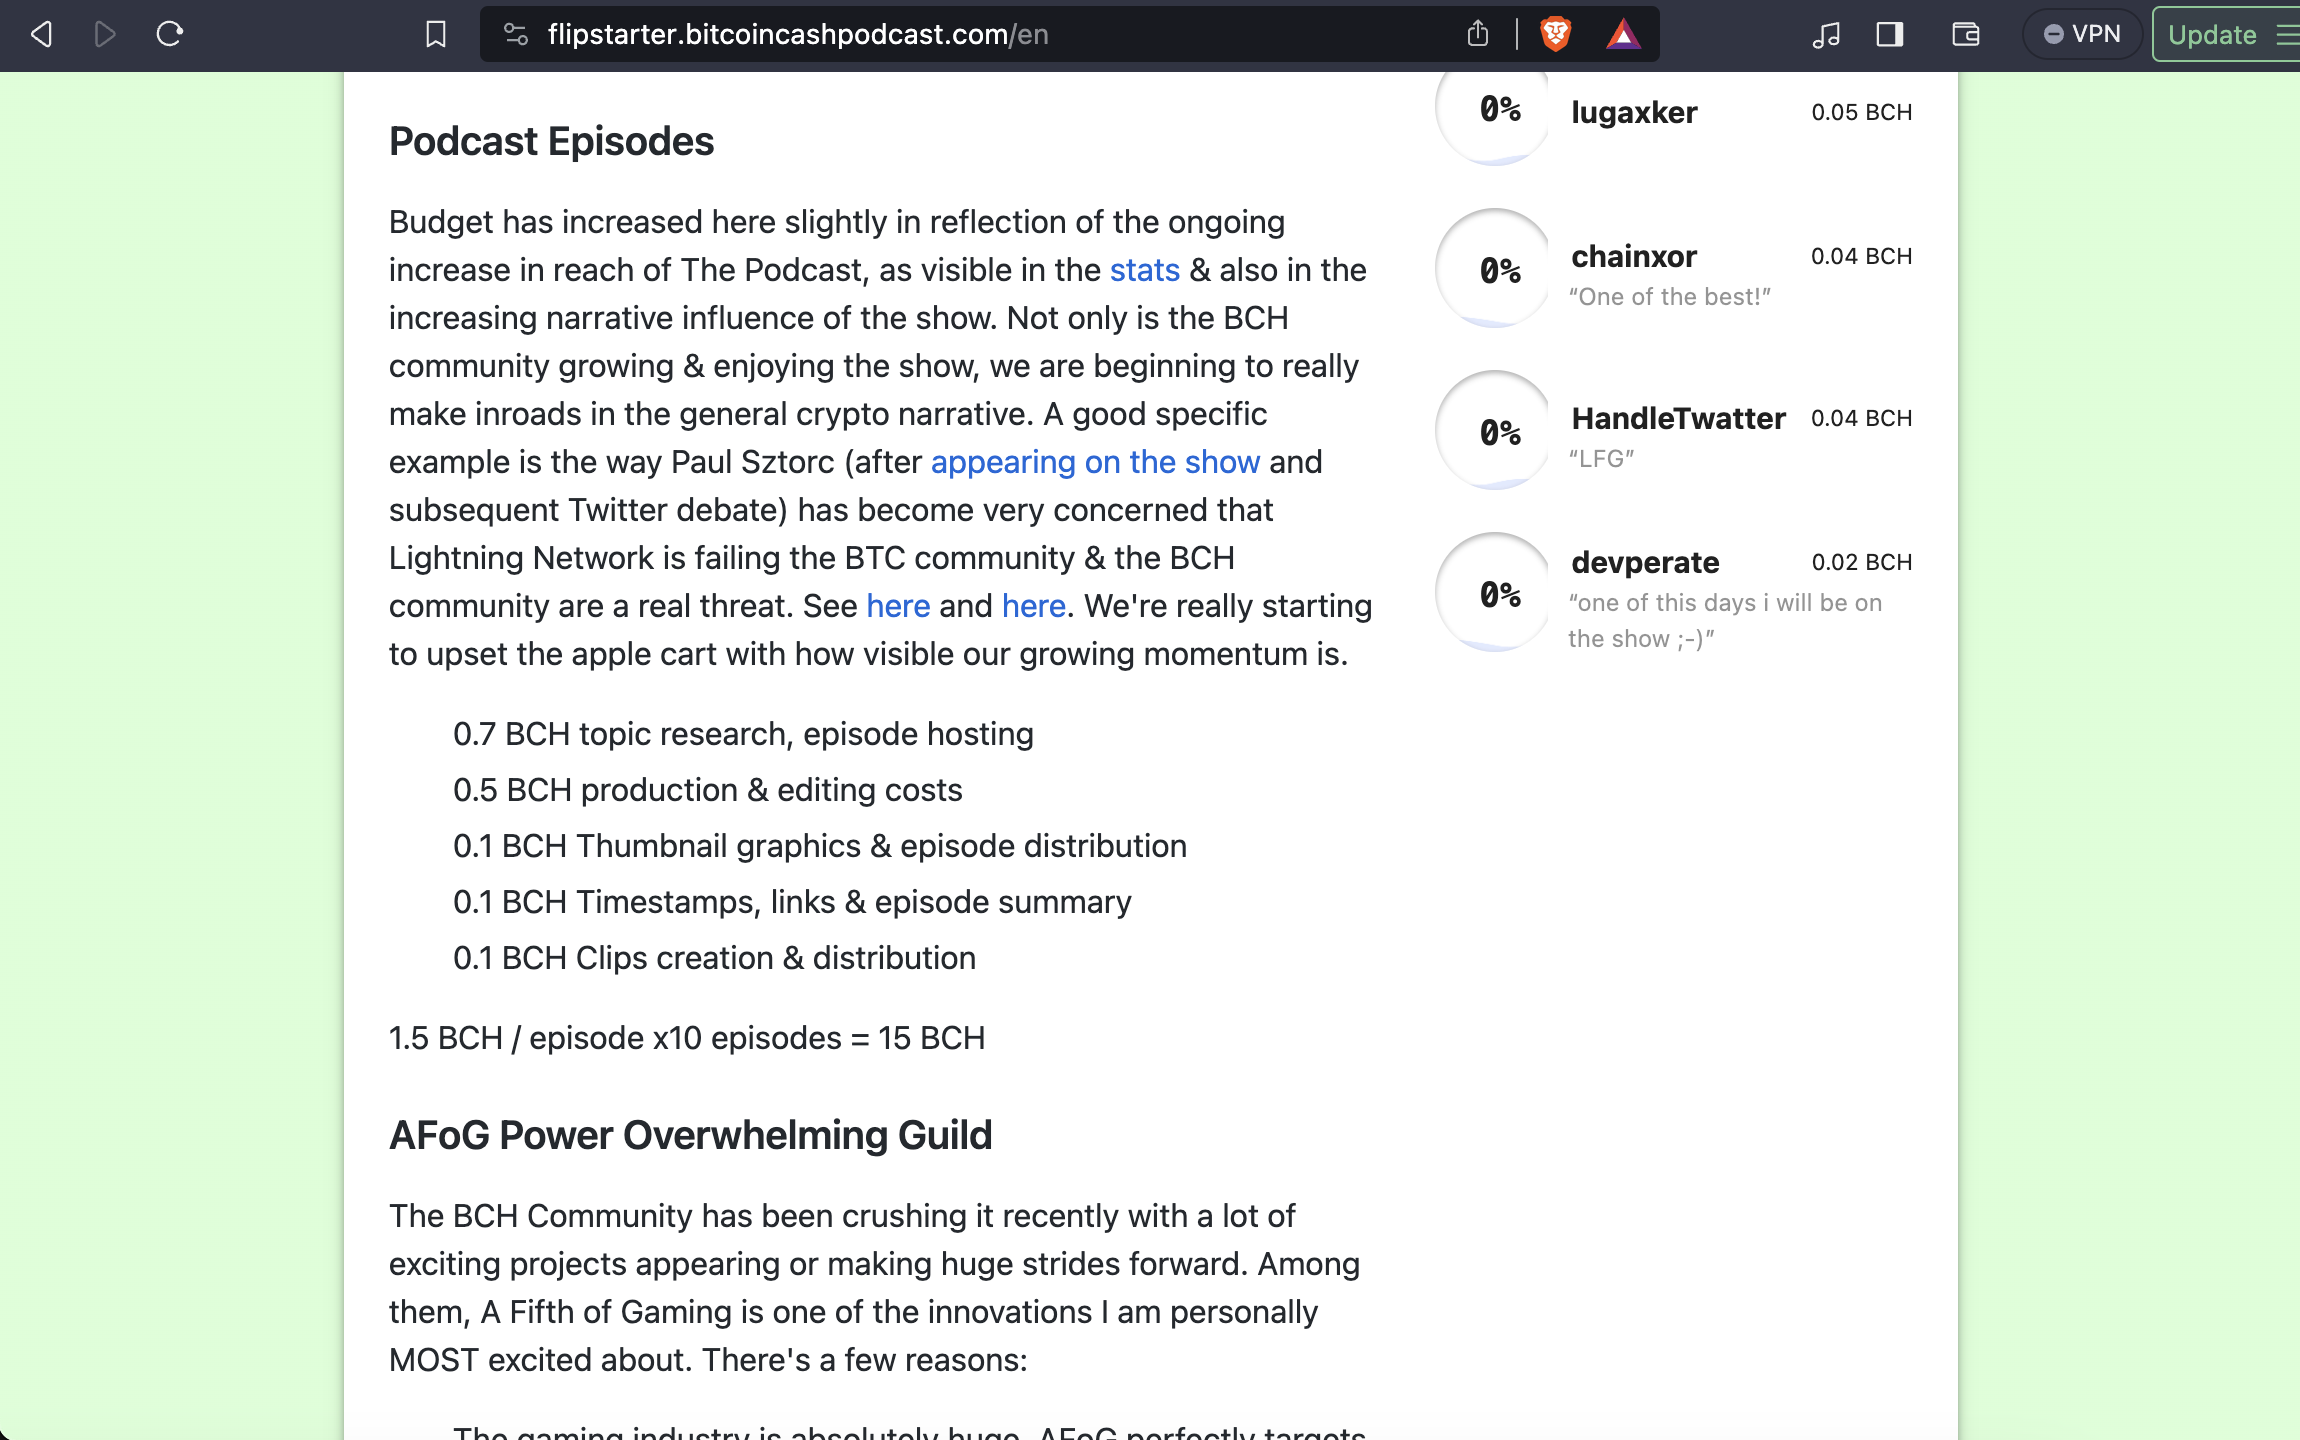 flipstarter.bitcoincashpodcast.com/en
VPN
Update
Podcast Episodes
Budget has increased here slightly in reflection of the ongoing
increase in reach of The Podcast, as visible in the stats & also in the
increasing narrative influence of the show. Not only is the BCH
community growing & enjoying the show, we are beginning to really
make inroads in the general crypto narrative. A good specific
example is the way Paul Sztorc (after appearing on the show and
subsequent Twitter debate) has become very concerned that
Lightning Network is failing the BTC community & the BCH
community are a real threat. See here and here. We're really starting
to upset the apple cart with how visible our growing momentum is.
0.7 BCH topic research, episode hosting
0.5 BCH production & editing costs
0.1 BCH Thumbnail graphics & episode distribution
0.1 BCH Timestamps, links & episode summary
0.1 BCH Clips creation & distribution
1.5 BCH / episode x10 episodes = 15 BCH
AFoG Power Overwhelming Guild
The BCH Community has been crushing it recently with a lot of
exciting projects appearing or making huge strides forward. Among
them, A Fifth of Gaming is one of the innovations I am personally
MOST excited about. There's a few reasons:
The gaming industry is absolutely huge. AFoG perfectly targets
0% lugaxker 0.05 BCH
0% chainxor 0.04 BCH
“One of the best!”
0% HandleTwatter 0.04 BCH
“LFG”
0% devperate 0.02 BCH
“one of this days i will be on
the show ;-)”